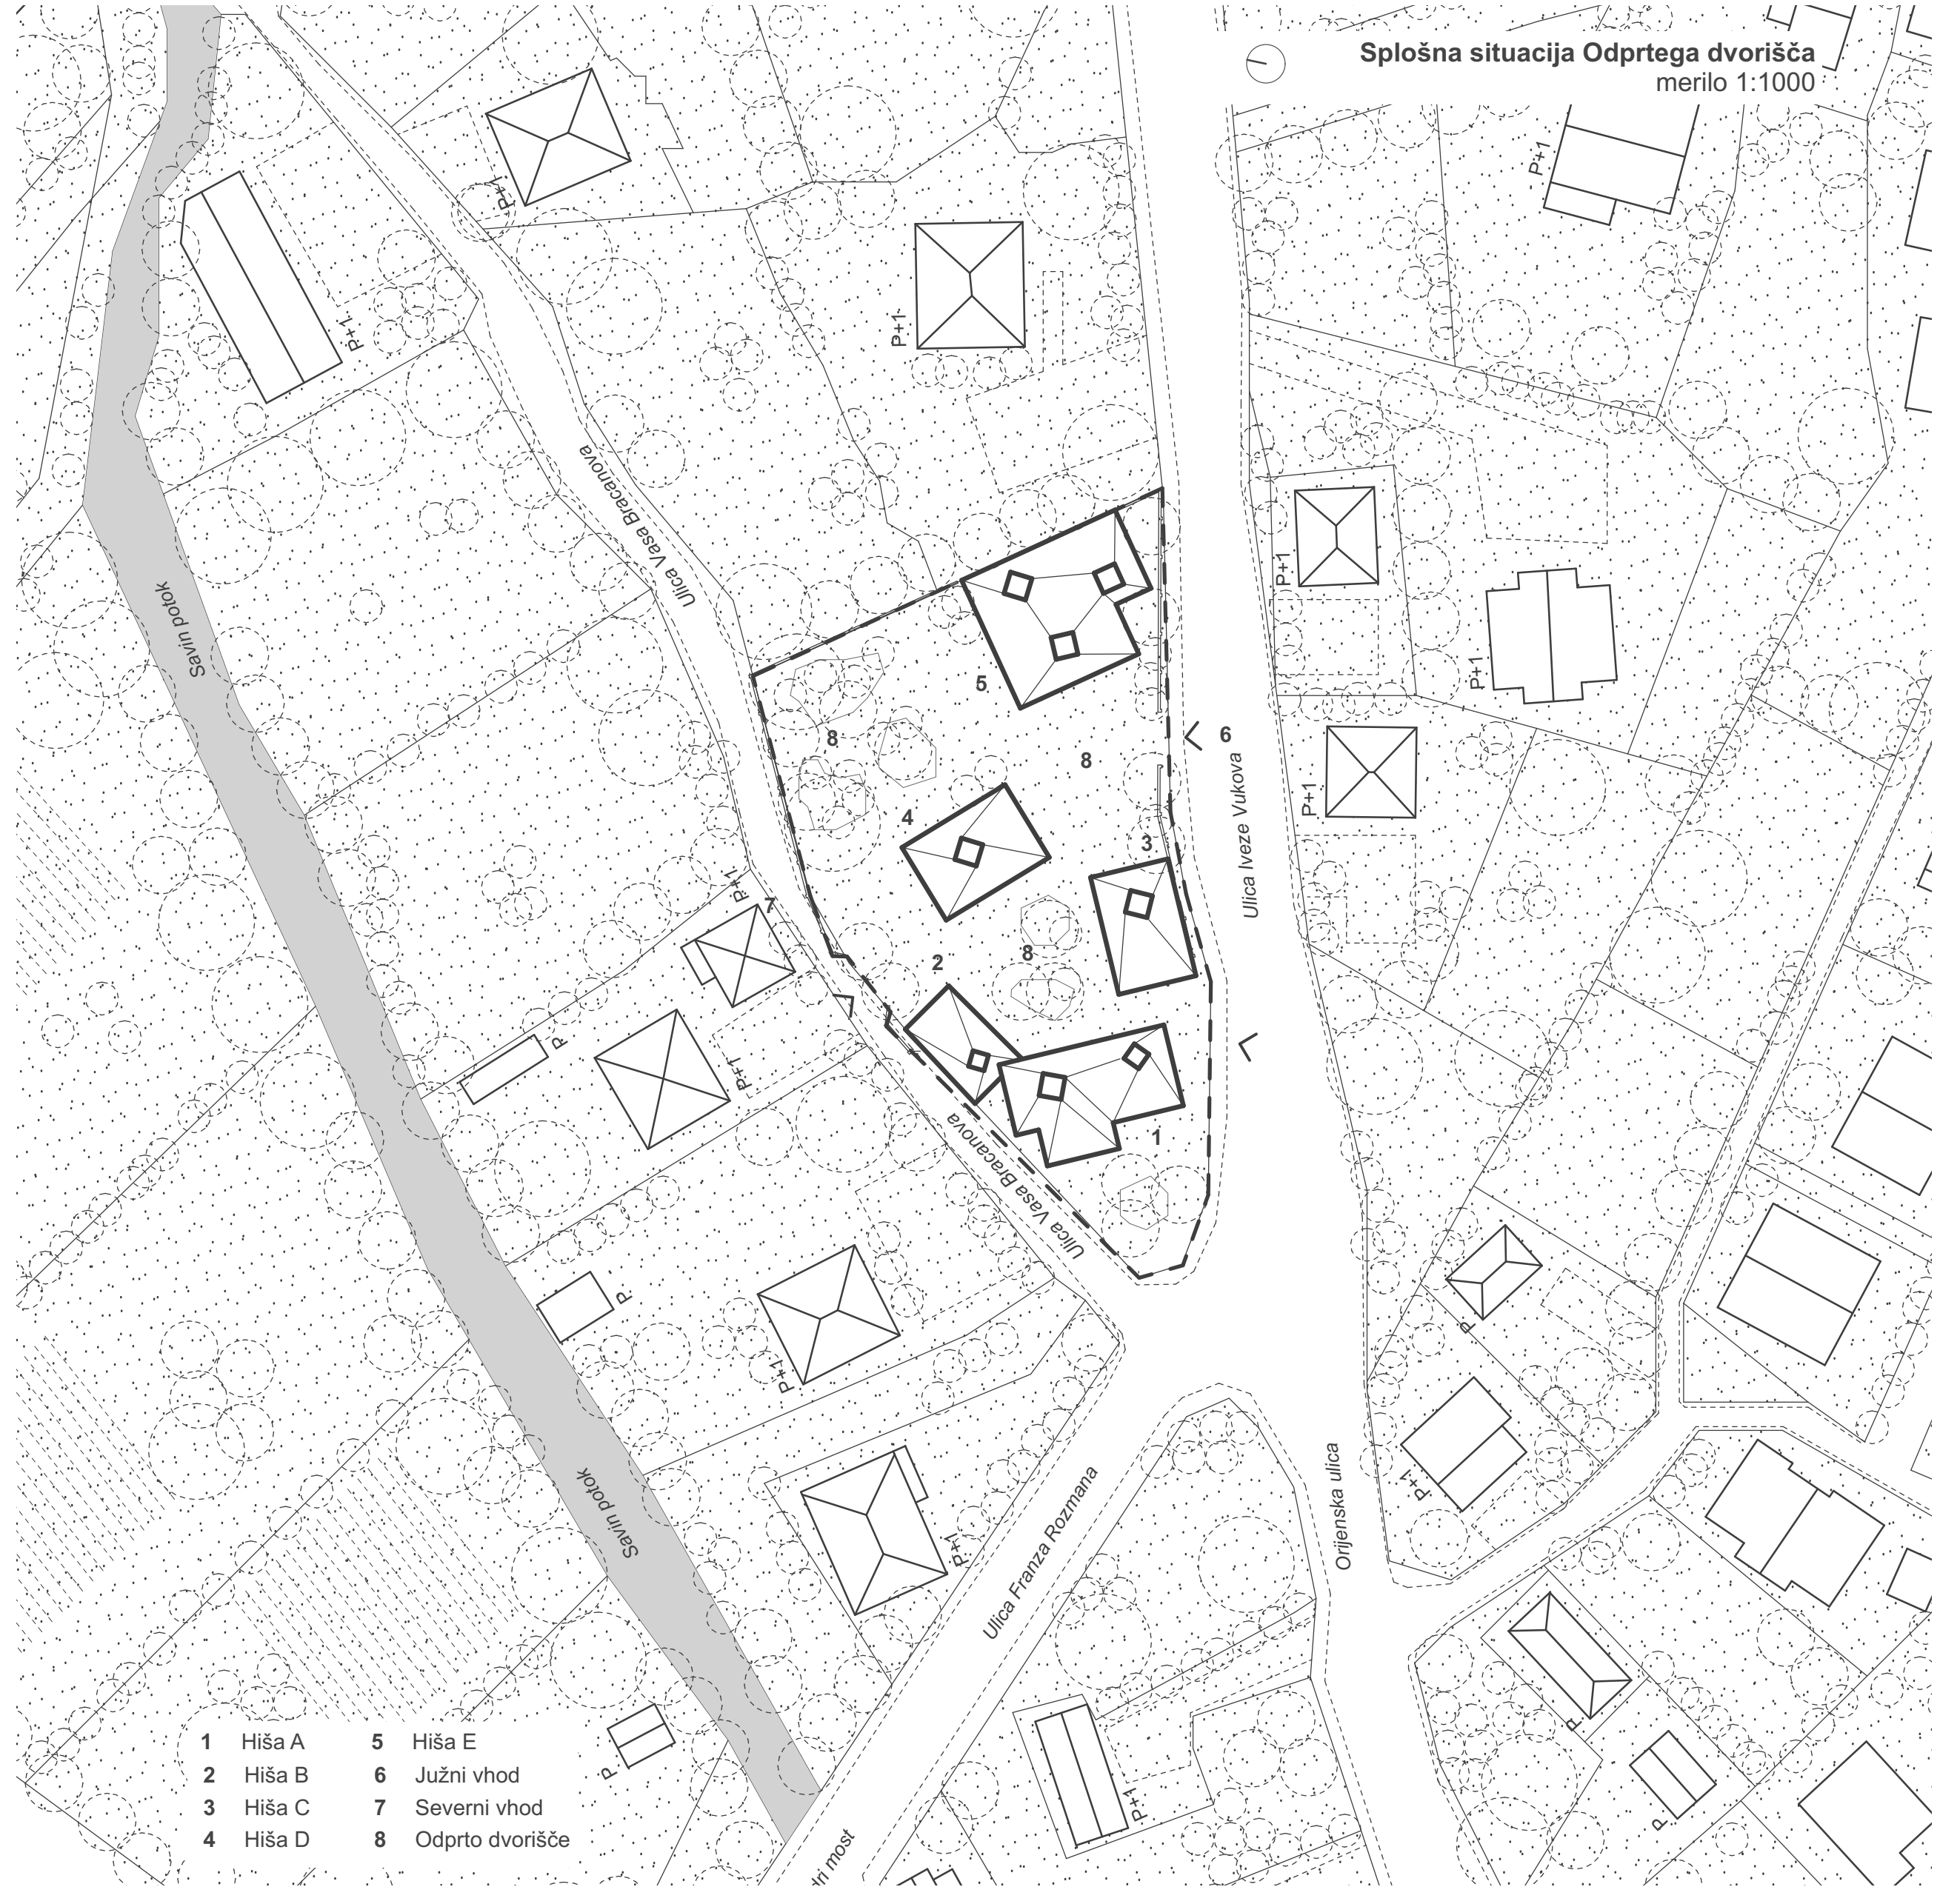 Splošna situacija Odprtega dvorišča
merilo 1:1000
P+1
P+1
P+1
P+1
Ulica Vasa Bracanova
P+1
Savin potok
P+1
5
8
6
8
P+1
Ulica Iveze Vukova
4
3
P+1
7
2
8
P
P+1
1
Ulica Vasa Bracanova
P
P
P+1
P+1
Savin potok
P+1
Ulica Franza Rozmana
Orijenska ulica
P
P
P
P+1
most
1 Hiša A
2 Hiša B
3 Hiša C
4 Hiša D
5 Hiša E
6 Južni vhod
7 Severni vhod
8 Odprto dvorišče